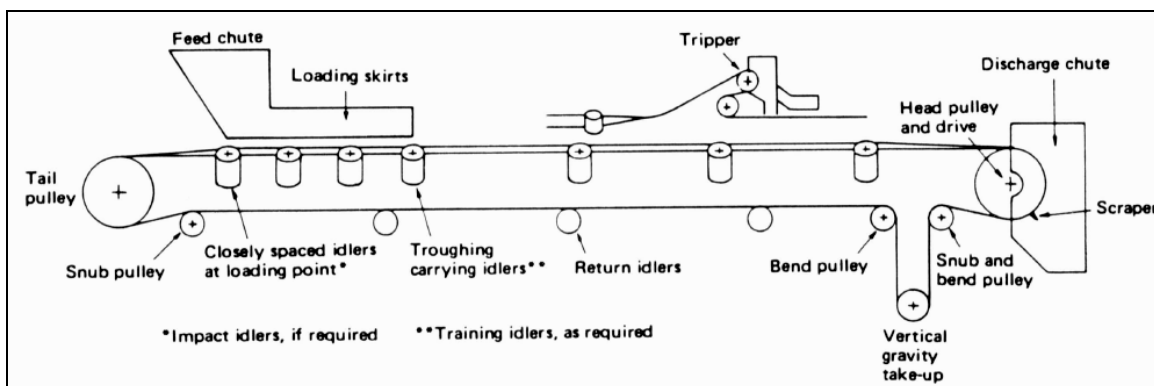 Feed chute
Loading skirts
Tripper
Discharge chute
Head pulley
and drive
Tail
pulley
Scraper
Snub pulley
Closely spaced idlers
at loading point*
Troughing
carrying idlers**
Return idlers
Bend pulley
Snub and
bend pulley
*Impact idlers, if required
**Training idlers, as required
Vertical
gravity
take-up